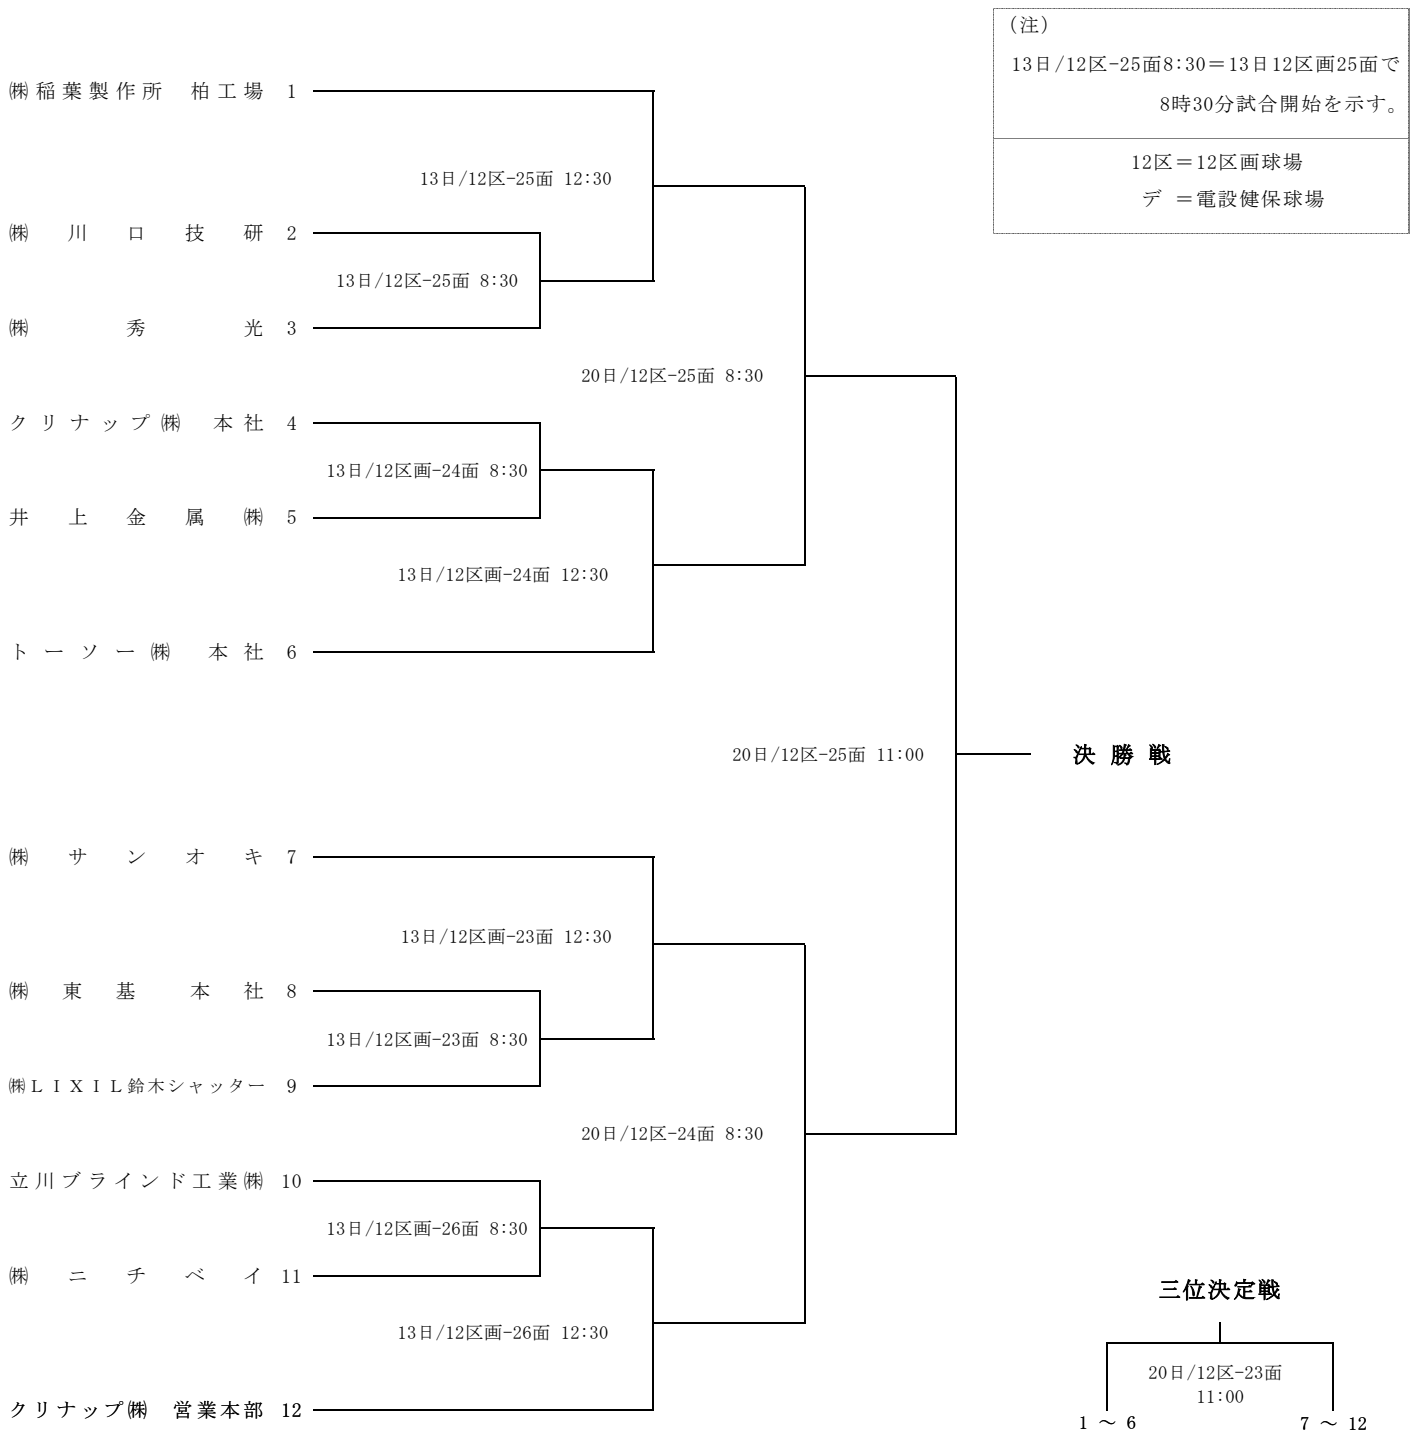 (注)
13日/12区-25面8:30＝13日12区画25面で
8時30分試合開始を示す。
12区＝12区画球場
デ ＝電設健保球場
㈱稲葉製作所 柏工場 1
13日/12区-25面 12:30
㈱ 川 口 技 研 2
13日/12区-25面 8:30
㈱ 秀 光 3
20日/12区-25面 8:30
クリナップ㈱ 本社 4
13日/12区画-24面 8:30
井 上 金 属 ㈱ 5
13日/12区画-24面 12:30
トーソー㈱ 本社 6
20日/12区-25面 11:00
決 勝 戦
㈱ サ ン オ キ 7
13日/12区画-23面 12:30
㈱ 東 基 本 社 8
13日/12区画-23面 8:30
㈱ＬＩＸＩＬ鈴木シャッター 9
20日/12区-24面 8:30
立川ブラインド工業㈱ 10
13日/12区画-26面 8:30
㈱ ニ チ ベ イ 11
13日/12区画-26面 12:30
クリナップ㈱ 営業本部 12
三位決定戦
20日/12区-23面
11:00
1 ～ 6
7 ～ 12